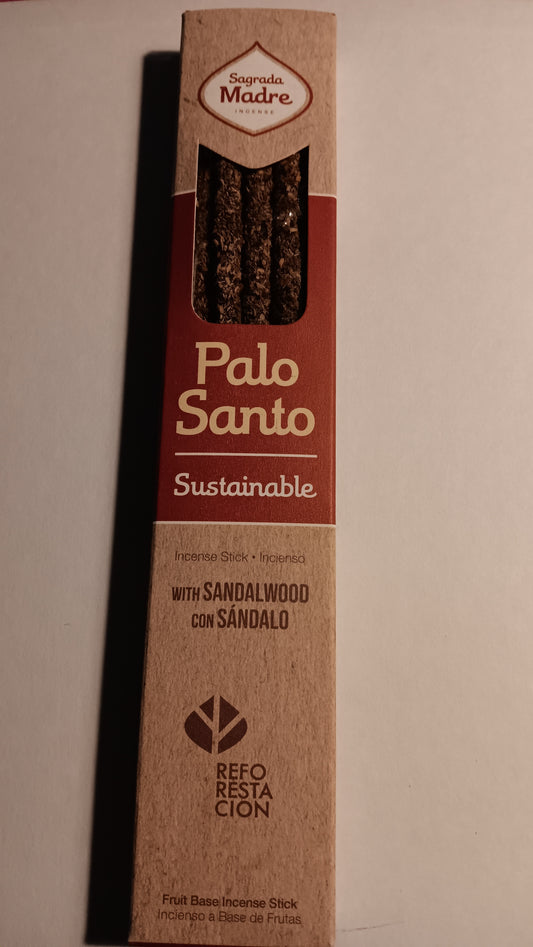 Sagrada
Madre
INCENSE
Palo
Santo
Sustainable
Incense Stick • Incienso
WITH SANDALWOOD
CON SÁNDALO
REFO
RESTA
CION
Fruit Base Incense Stick
Incienso a Base de Frutas